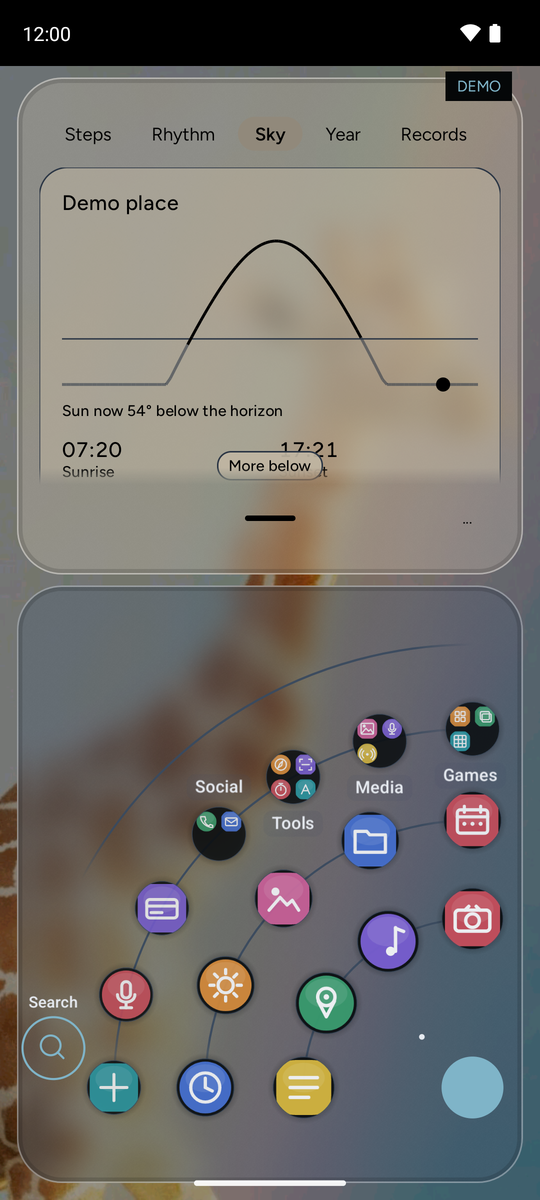 12:00
DEMO
Steps Rhythm Sky Year Records
Demo place
Sun now 54° below the horizon
07:20 17:21
Sunrise
More below
...
Social
Tools
Media
Games
Search